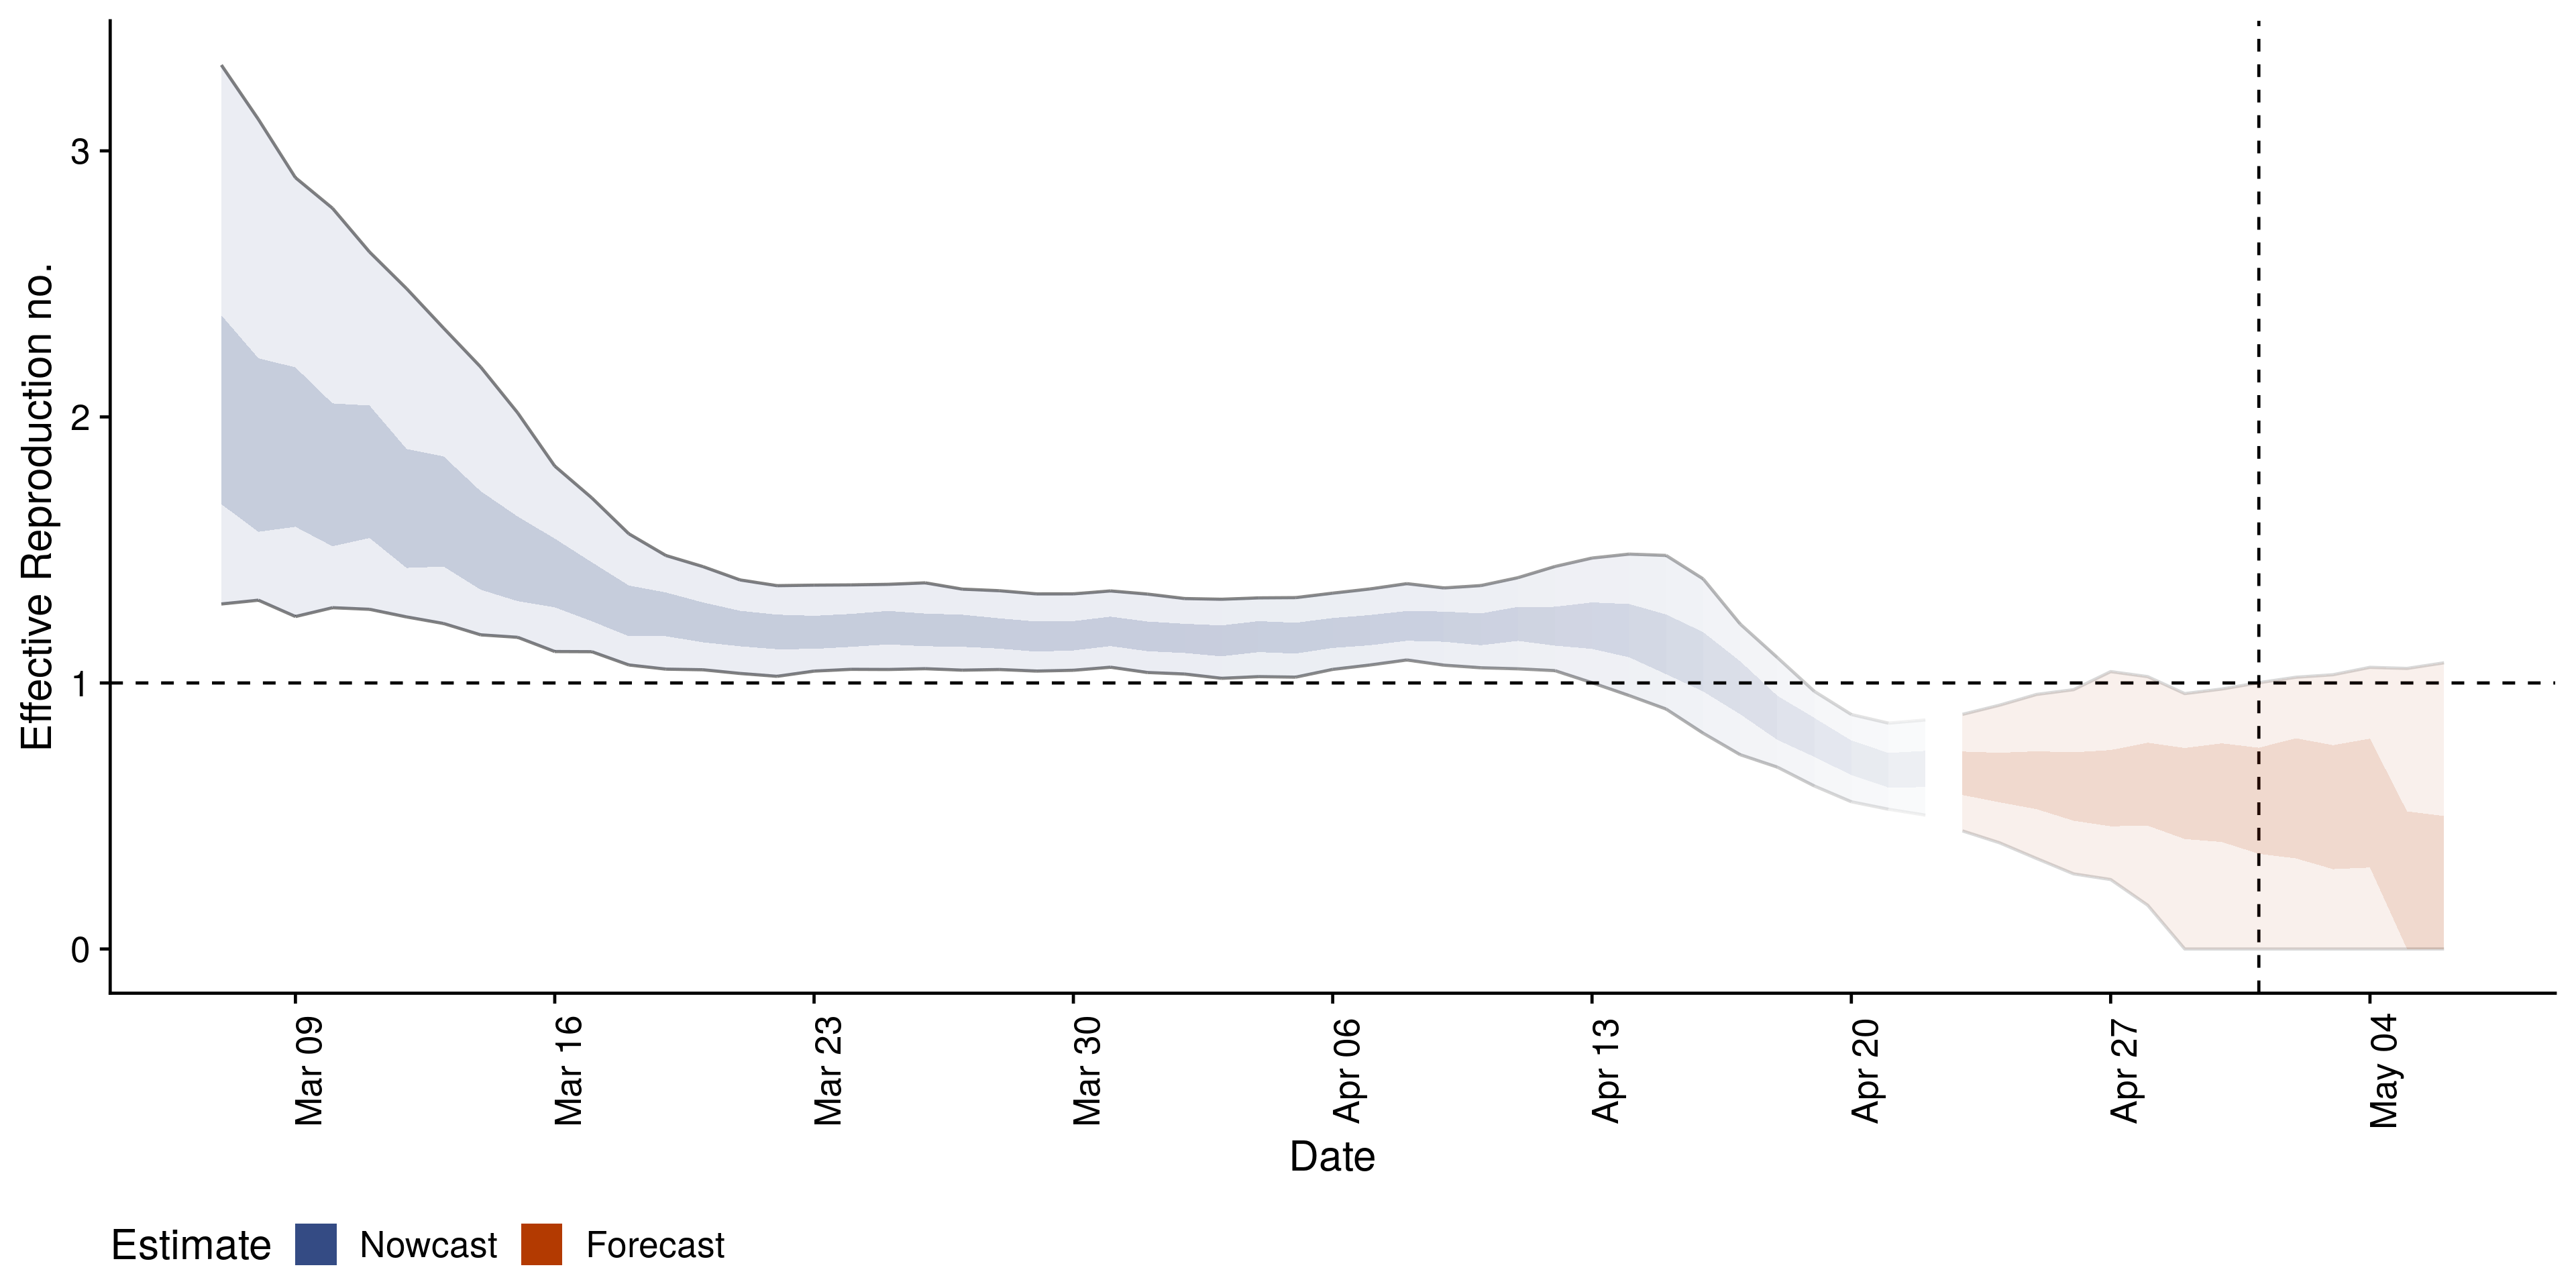 Effective Reproduction no.
3
2
1
0
Mar 09
Mar 16
Mar 23
Mar 30
Apr 06
Apr 13
Apr 20
Apr 27
May 04
Date
Estimate Nowcast Forecast